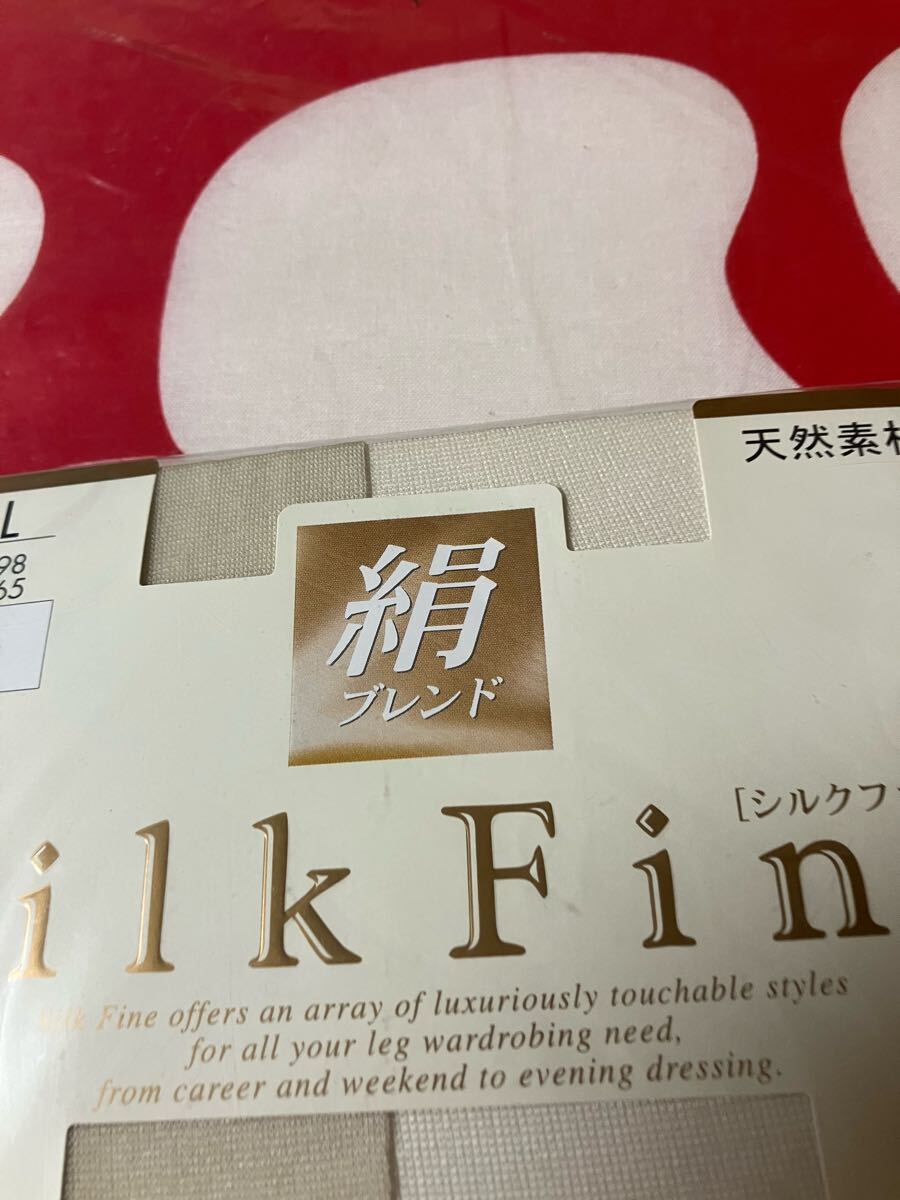 L
98
65
天然素材
絹
ブレンド
[シルクフ
ilk Fin
Silk Fine offers an array of luxuriously touchable styles
for all your leg wardrobing need,
from career and weekend to evening dressing.